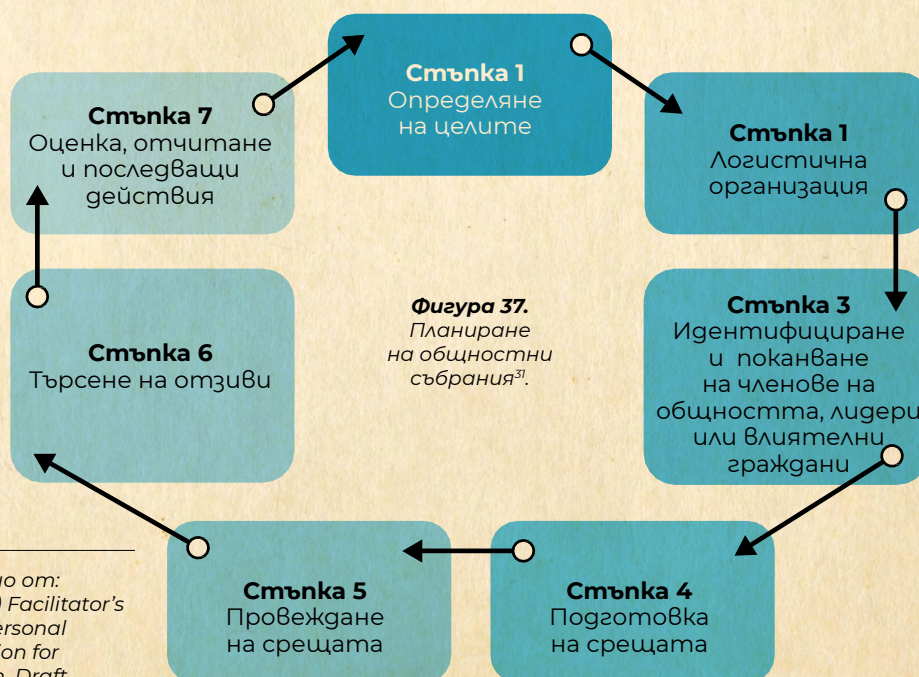 Стъпка 1
Определяне
на целите
Стъпка 1
Логистична
организация
Стъпка 3
Идентифициране
и поканване
на членове на
общността, лидери
или влиятелни
граждани
Стъпка 4
Подготовка
на срещата
Стъпка 5
Провеждане
на срещата
Стъпка 6
Търсене на отзиви
Стъпка 7
Оценка, отчитане
и последващи
действия
Фигура 37.
Планиране
на общностни
събрания³¹.
от:
Facilitator’s
for
Draft